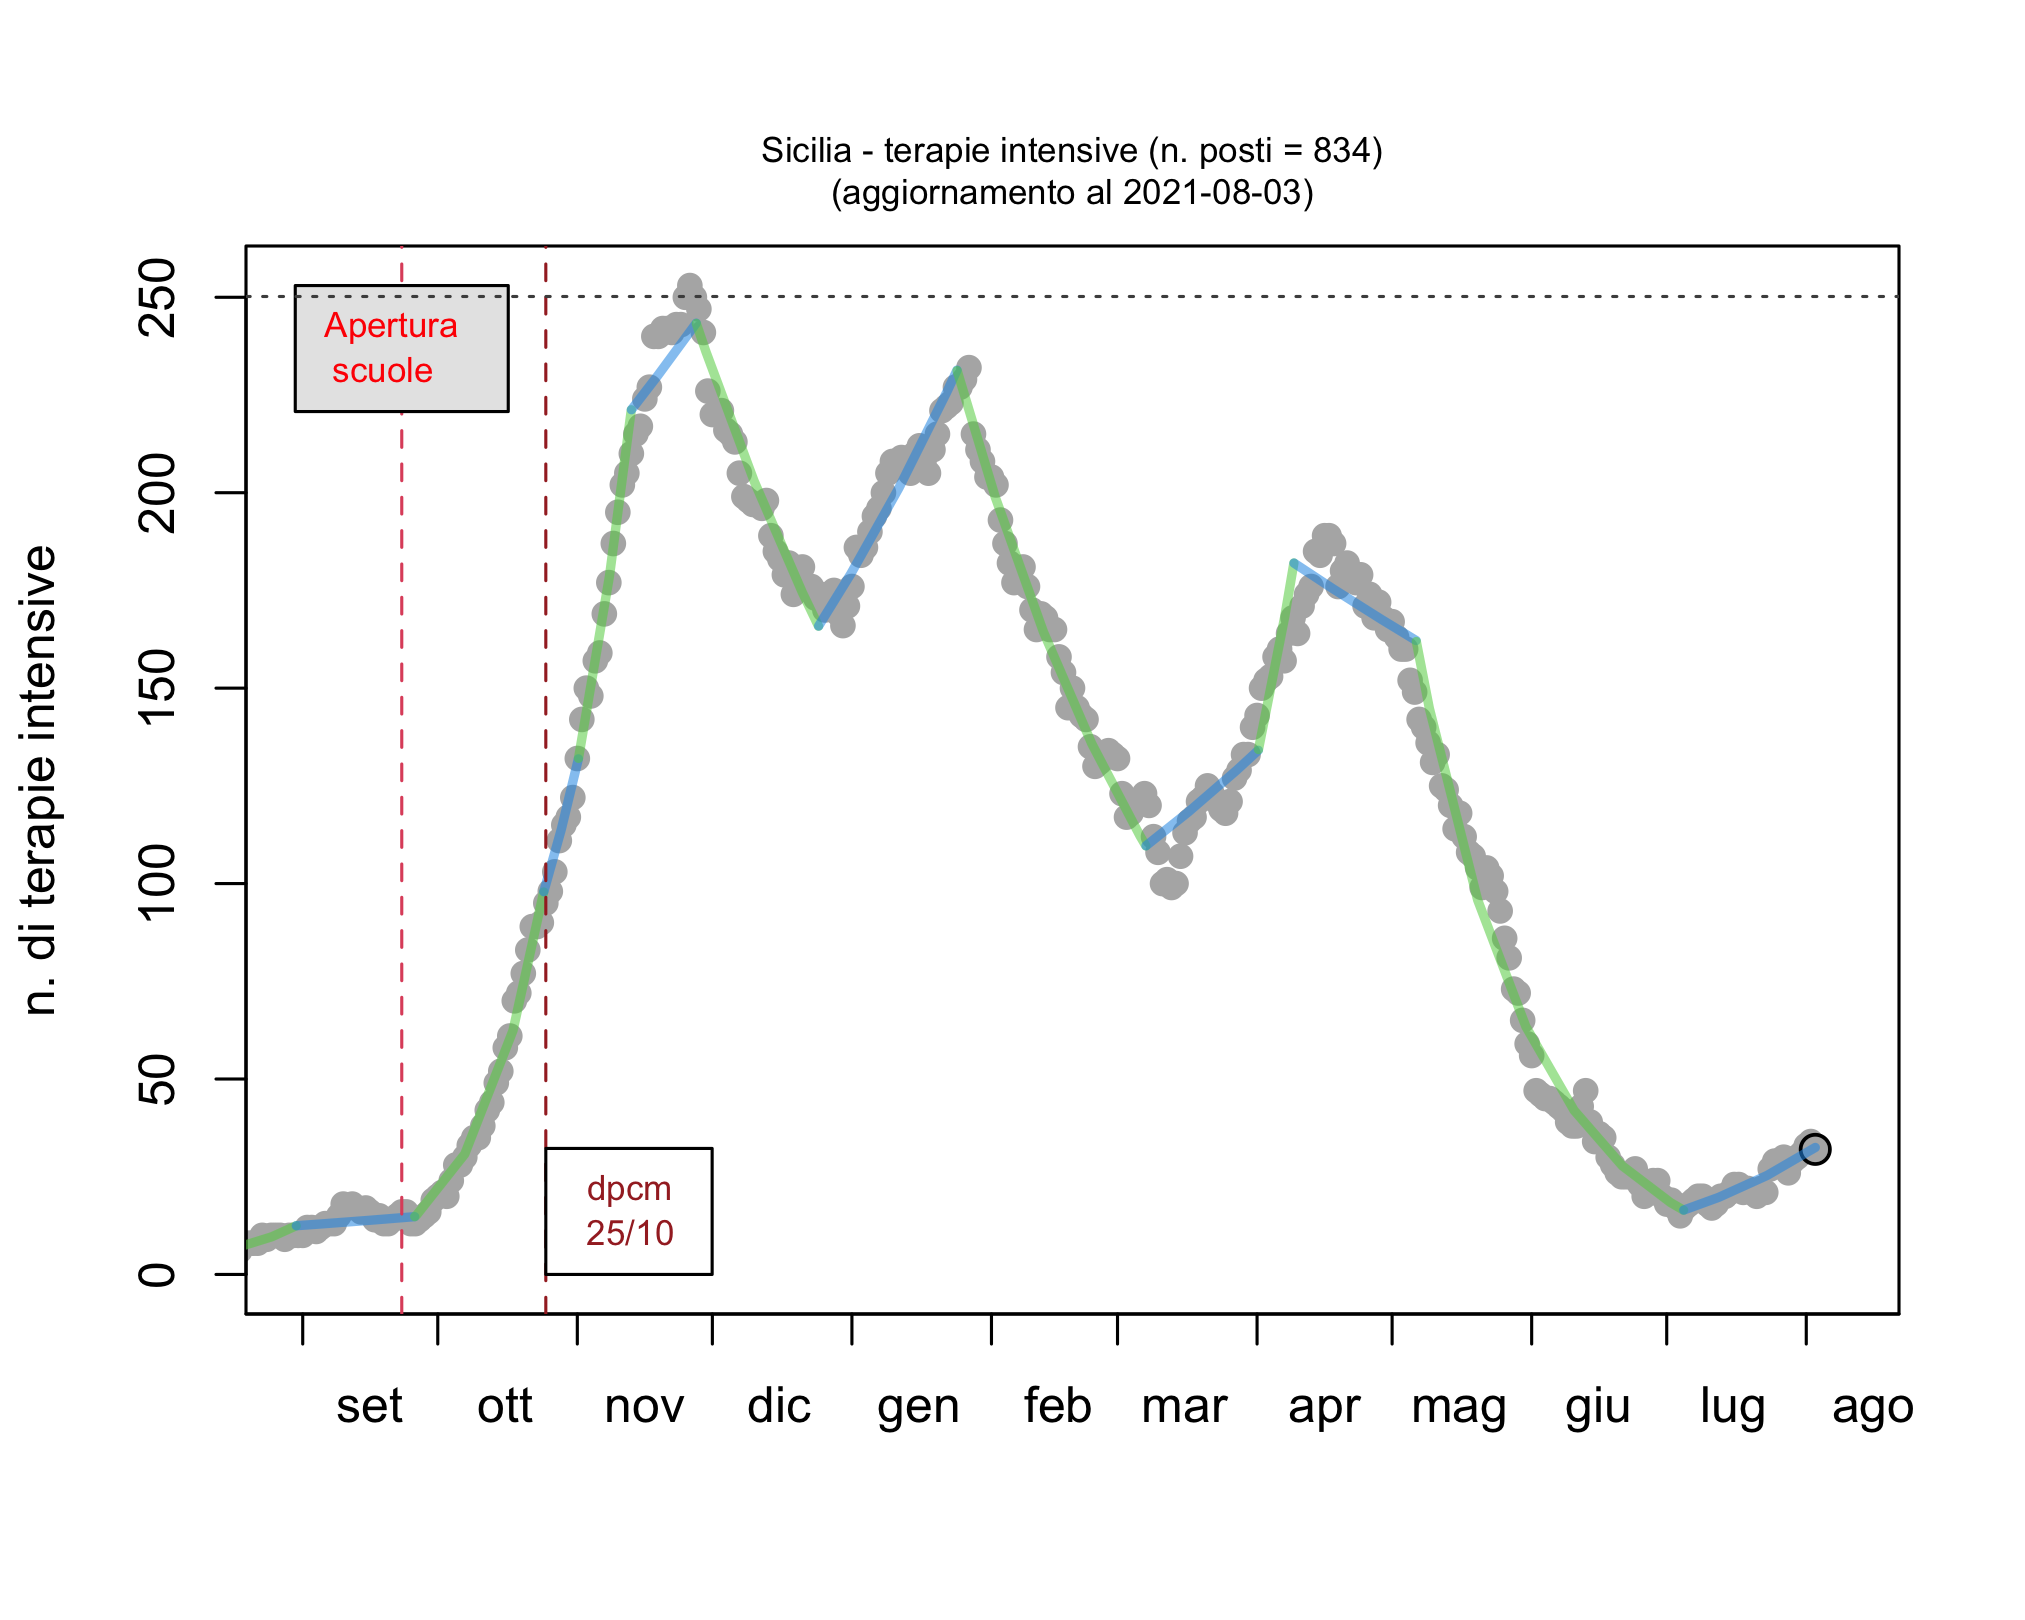 Sicilia - terapie intensive (n. posti = 834)
(aggiornamento al 2021-08-03)
n. di terapie intensive
250
200
150
100
50
0
Apertura
scuole
dpcm
25/10
set ott nov dic gen feb mar apr mag giu lug ago